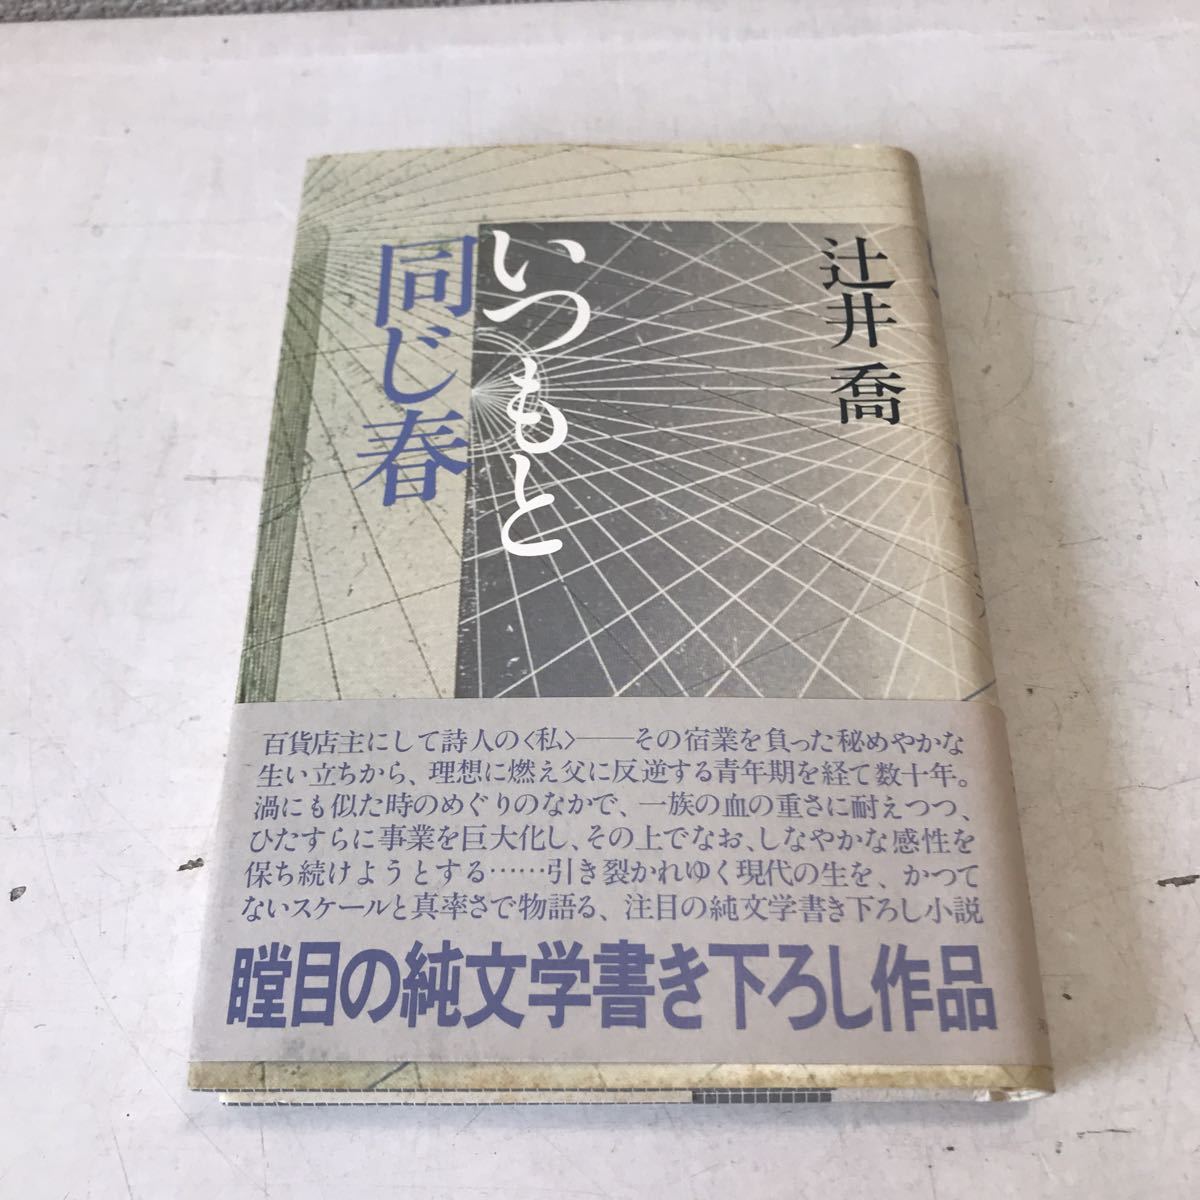 辻井 喬
いつもと
同じ春
百貨店主にして詩人の〈私〉──その宿業を負った秘めやかな
生い立ちから、理想に燃え父に反逆する青年期を経て数十年。
渦にも似た時のめぐりのなかで、一族の血の重さに耐えつつ、
ひたすらに事業を巨大化し、その上でなお、しなやかな感性を
保ち続けようとする……引き裂かれゆく現代の生を、かつて
ないスケールと真率さで物語る、注目の純文学書き下ろし小説
瞠目の純文学書き下ろし作品